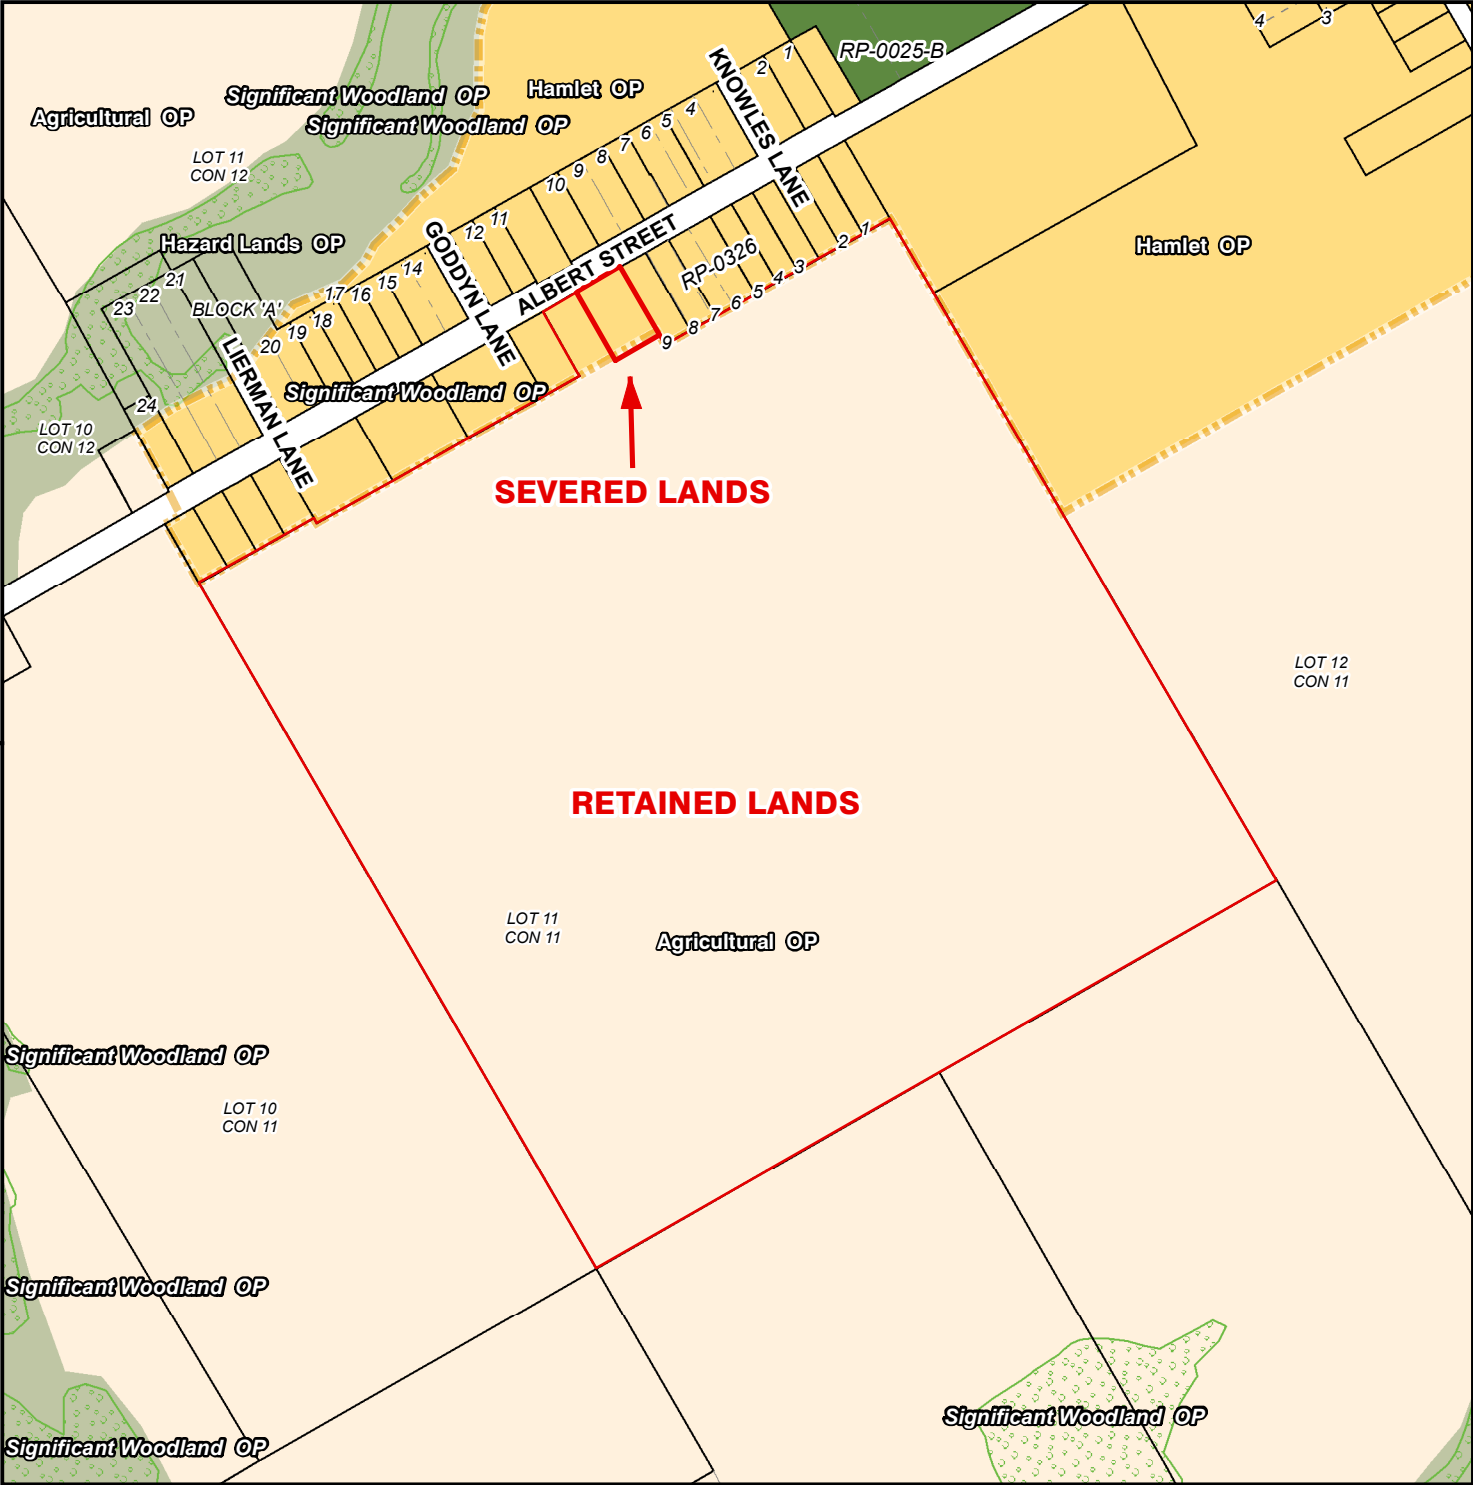 4
3
RP-0025-B
1
2
KNOWLES LANE
Hamlet OP
Significant Woodland OP
Agricultural OP
Significant Woodland OP
4
5
6
7
8
9
10
LOT 11
CON 12
11
12
GODDYN LANE
ALBERT STREET
RP-0326
1
2
3
4
5
6
7
8
9
Hamlet OP
Hazard Lands OP
14
15
16
17
18
19
20
21
22
23
BLOCK 'A'
LIERMAN LANE
Significant Woodland OP
24
LOT 10
CON 12
SEVERED LANDS
LOT 12
CON 11
RETAINED LANDS
LOT 11
CON 11
Agricultural OP
Significant Woodland OP
LOT 10
CON 11
Significant Woodland OP
Significant Woodland OP
Significant Woodland OP